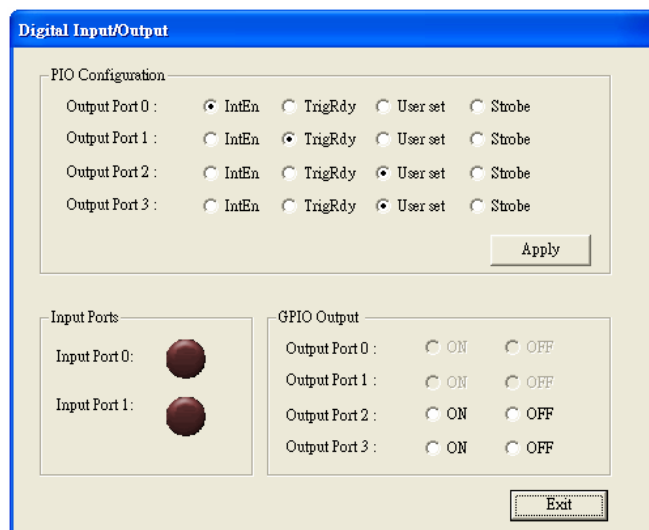 Digital Input/Output
PIO Configuration
Output Port 0 : IntEn TrigRdy User set Strobe
Output Port 1 : IntEn TrigRdy User set Strobe
Output Port 2 : IntEn TrigRdy User set Strobe
Output Port 3 : IntEn TrigRdy User set Strobe
Apply
Input Ports
Input Port 0:
Input Port 1:
GPIO Output
Output Port 0 : ON OFF
Output Port 1 : ON OFF
Output Port 2 : ON OFF
Output Port 3 : ON OFF
Exit